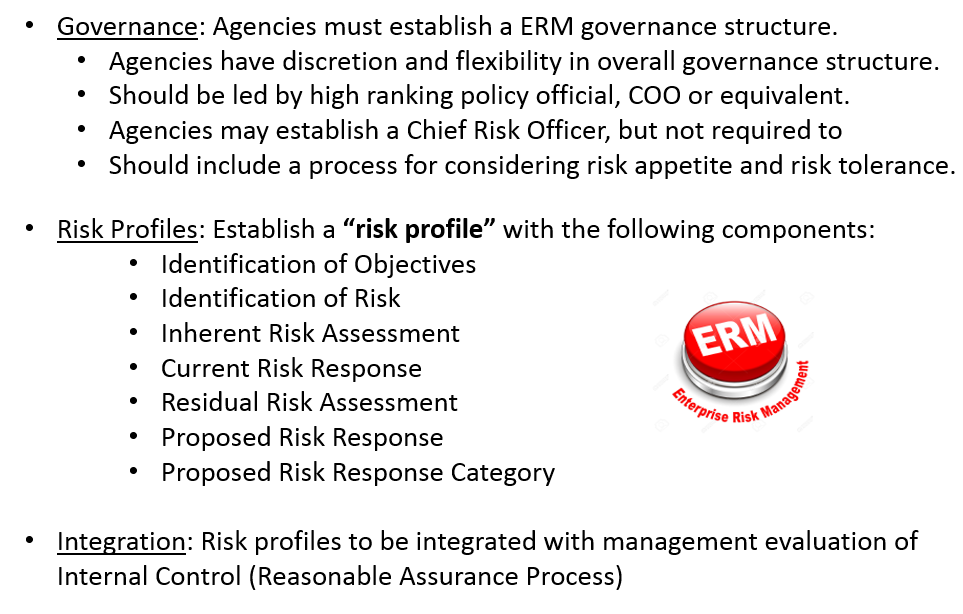 • Governance: Agencies must establish a ERM governance structure.
• Agencies have discretion and flexibility in overall governance structure.
• Should be led by high ranking policy official, COO or equivalent.
• Agencies may establish a Chief Risk Officer, but not required to
• Should include a process for considering risk appetite and risk tolerance.
• Risk Profiles: Establish a “risk profile” with the following components:
• Identification of Objectives
• Identification of Risk
• Inherent Risk Assessment
• Current Risk Response
• Residual Risk Assessment
• Proposed Risk Response
• Proposed Risk Response Category
ERM
Enterprise Risk Management
• Integration: Risk profiles to be integrated with management evaluation of
Internal Control (Reasonable Assurance Process)